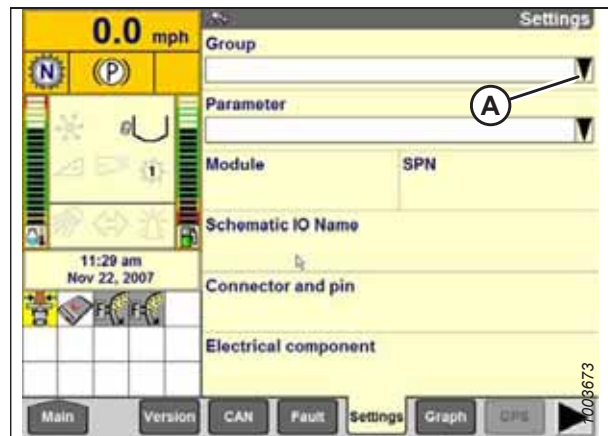 0.0 mph
Settings
Group
N
(P)
A
Parameter
1
Module
SPN
Schematic IO Name
11:29 am
Nov 22, 2007
Connector and pin
F
F
Electrical component
Main
Version
CAN
Fault
Settings
Graph
GPS
1003673